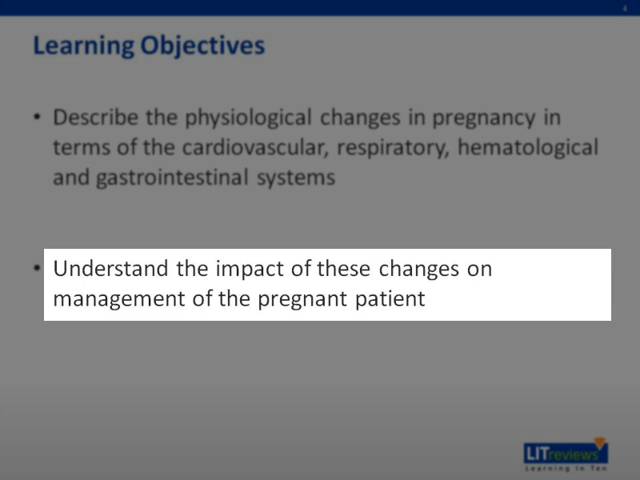 4
Learning Objectives
• Describe the physiological changes in pregnancy in
terms of the cardiovascular, respiratory, hematological
and gastrointestinal systems
• Understand the impact of these changes on
management of the pregnant patient
LITreviews
Learning In Ten